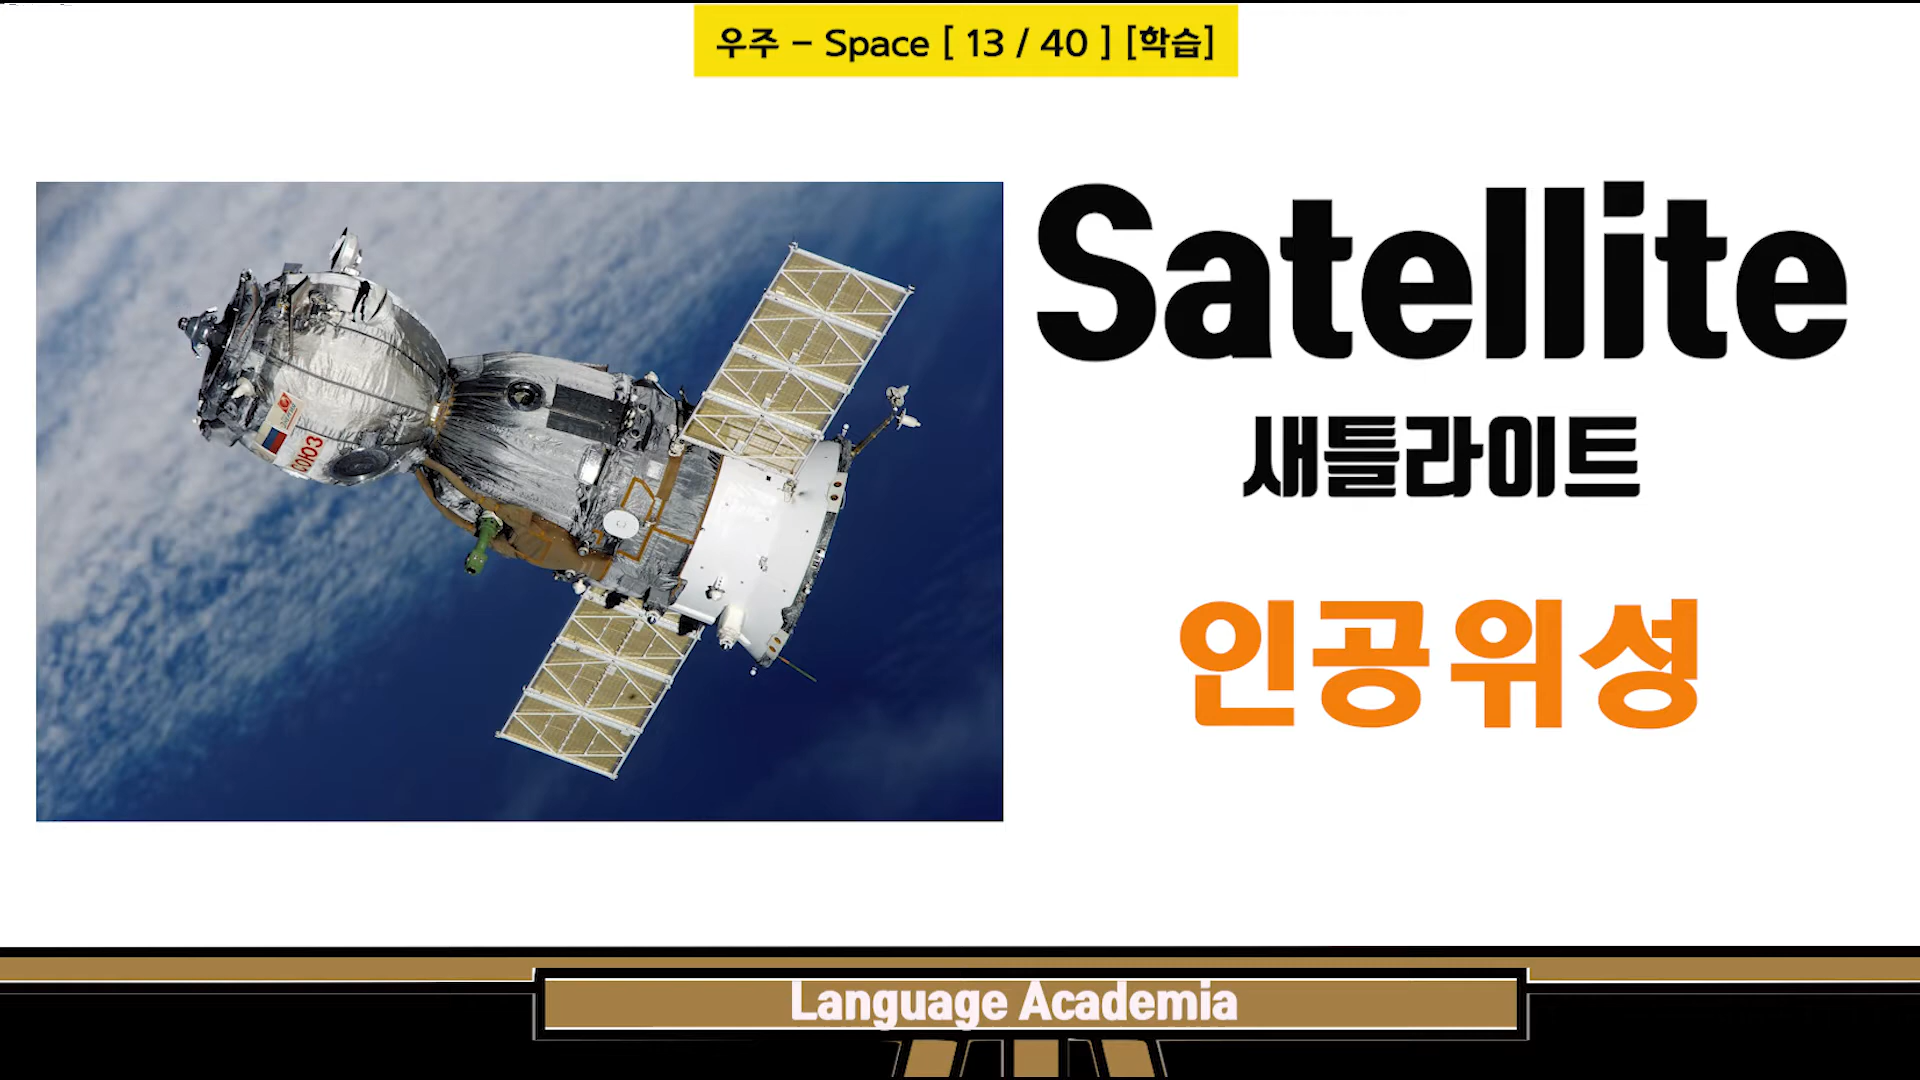 우주 - Space [ 13 / 40 ] [학습]
Satellite
새틀라이트
인공위성
СОЮЗ
Language Academia